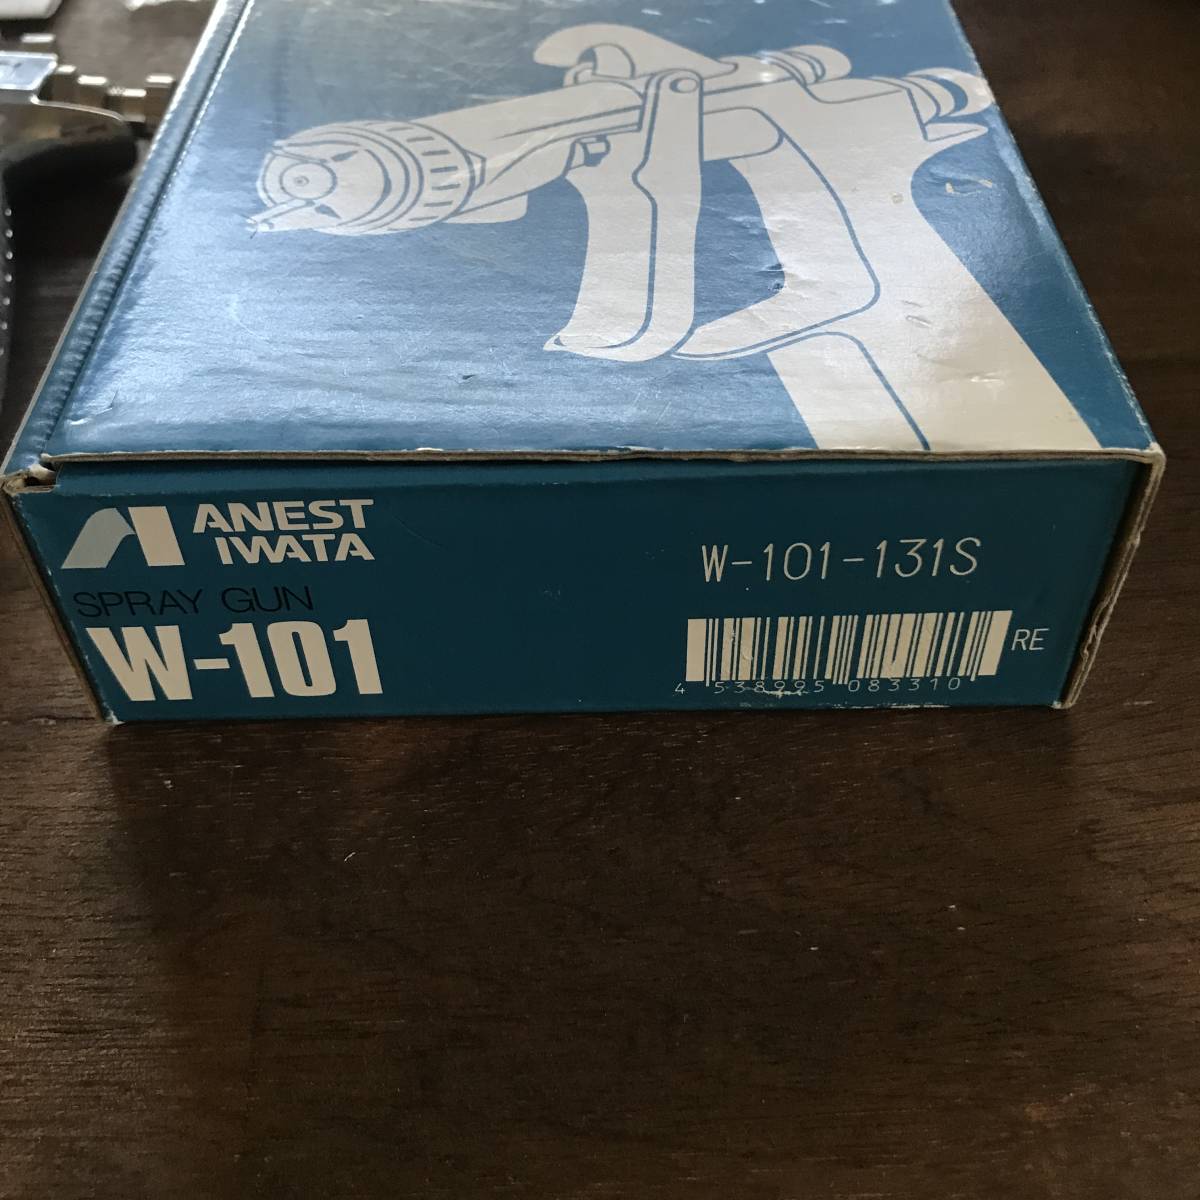 ANEST
IWATA
SPRAY GUN
W-101
W-101-131S
RE
4 538995 083310